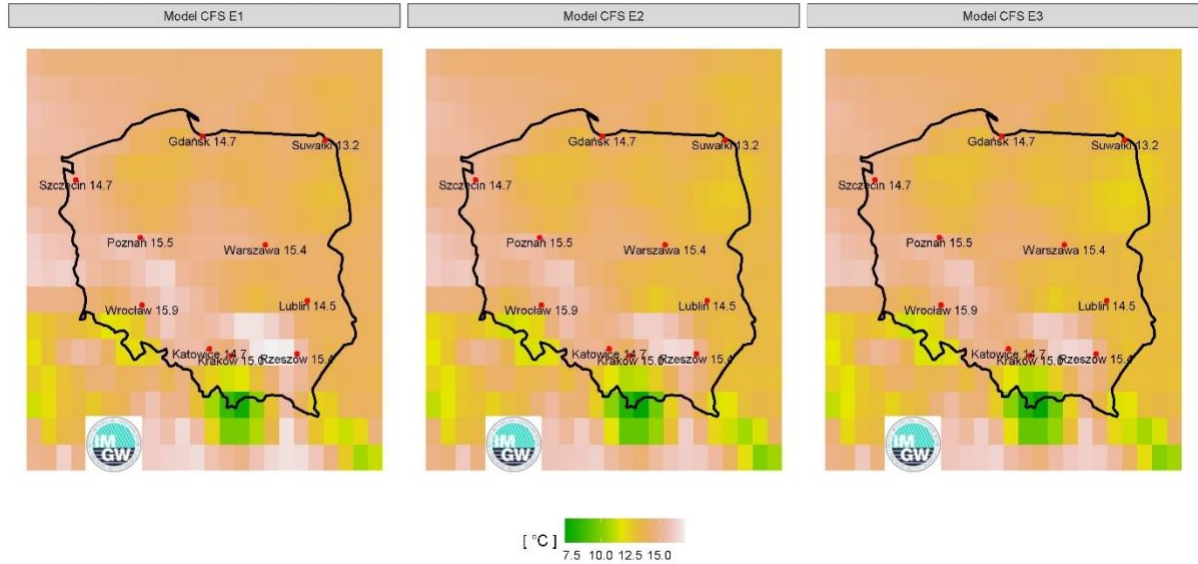 Model CFS E1
Model CFS E2
Model CFS E3
Gdańsk 14.7
Suwałki 13.2
Szczecin 14.7
Poznań 15.5
Warszawa 15.4
Wrocław 15.9
Lublin 14.5
Katowice 14.7
Kraków 15.0
Rzeszów 15.4
IM
GW
Gdańsk 14.7
Suwałki 13.2
Szczecin 14.7
Poznań 15.5
Warszawa 15.4
Wrocław 15.9
Lublin 14.5
Katowice 14.7
Kraków 15.0
Rzeszów 15.4
IM
GW
Gdańsk 14.7
Suwałki 13.2
Szczecin 14.7
Poznań 15.5
Warszawa 15.4
Wrocław 15.9
Lublin 14.5
Katowice 14.7
Kraków 15.0
Rzeszów 15.4
IM
GW
[ °C ]
7.5 10.0 12.5 15.0